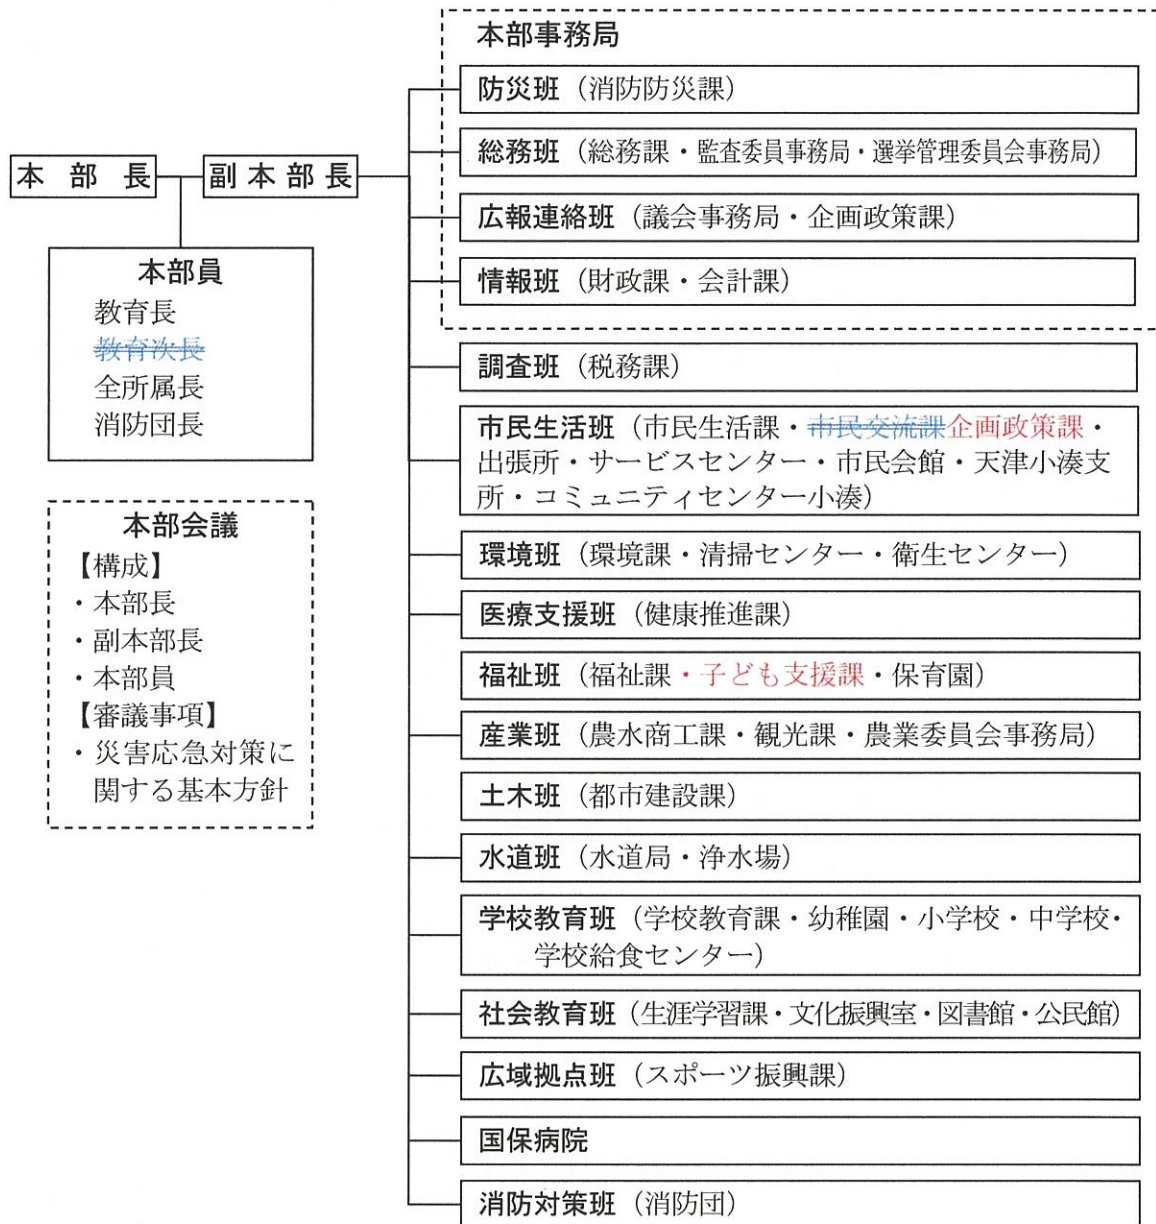 本部長
副本部長
本部員
教育長
教育次長
全所属長
消防団長
本部会議
【構成】
・本部長
・副本部長
・本部員
【審議事項】
・災害応急対策に
関する基本方針
本部事務局
防災班（消防防災課）
総務班（総務課・監査委員事務局・選挙管理委員会事務局）
広報連絡班（議会事務局・企画政策課）
情報班（財政課・会計課）
調査班（税務課）
市民生活班（市民生活課・市民交流課企画政策課・
出張所・サービスセンター・市民会館・天津小湊支
所・コミュニティセンター小湊）
環境班（環境課・清掃センター・衛生センター）
医療支援班（健康推進課）
福祉班（福祉課・子ども支援課・保育園）
産業班（農水商工課・観光課・農業委員会事務局）
土木班（都市建設課）
水道班（水道局・浄水場）
学校教育班（学校教育課・幼稚園・小学校・中学校・
学校給食センター）
社会教育班（生涯学習課・文化振興室・図書館・公民館）
広域拠点班（スポーツ振興課）
国保病院
消防対策班（消防団）